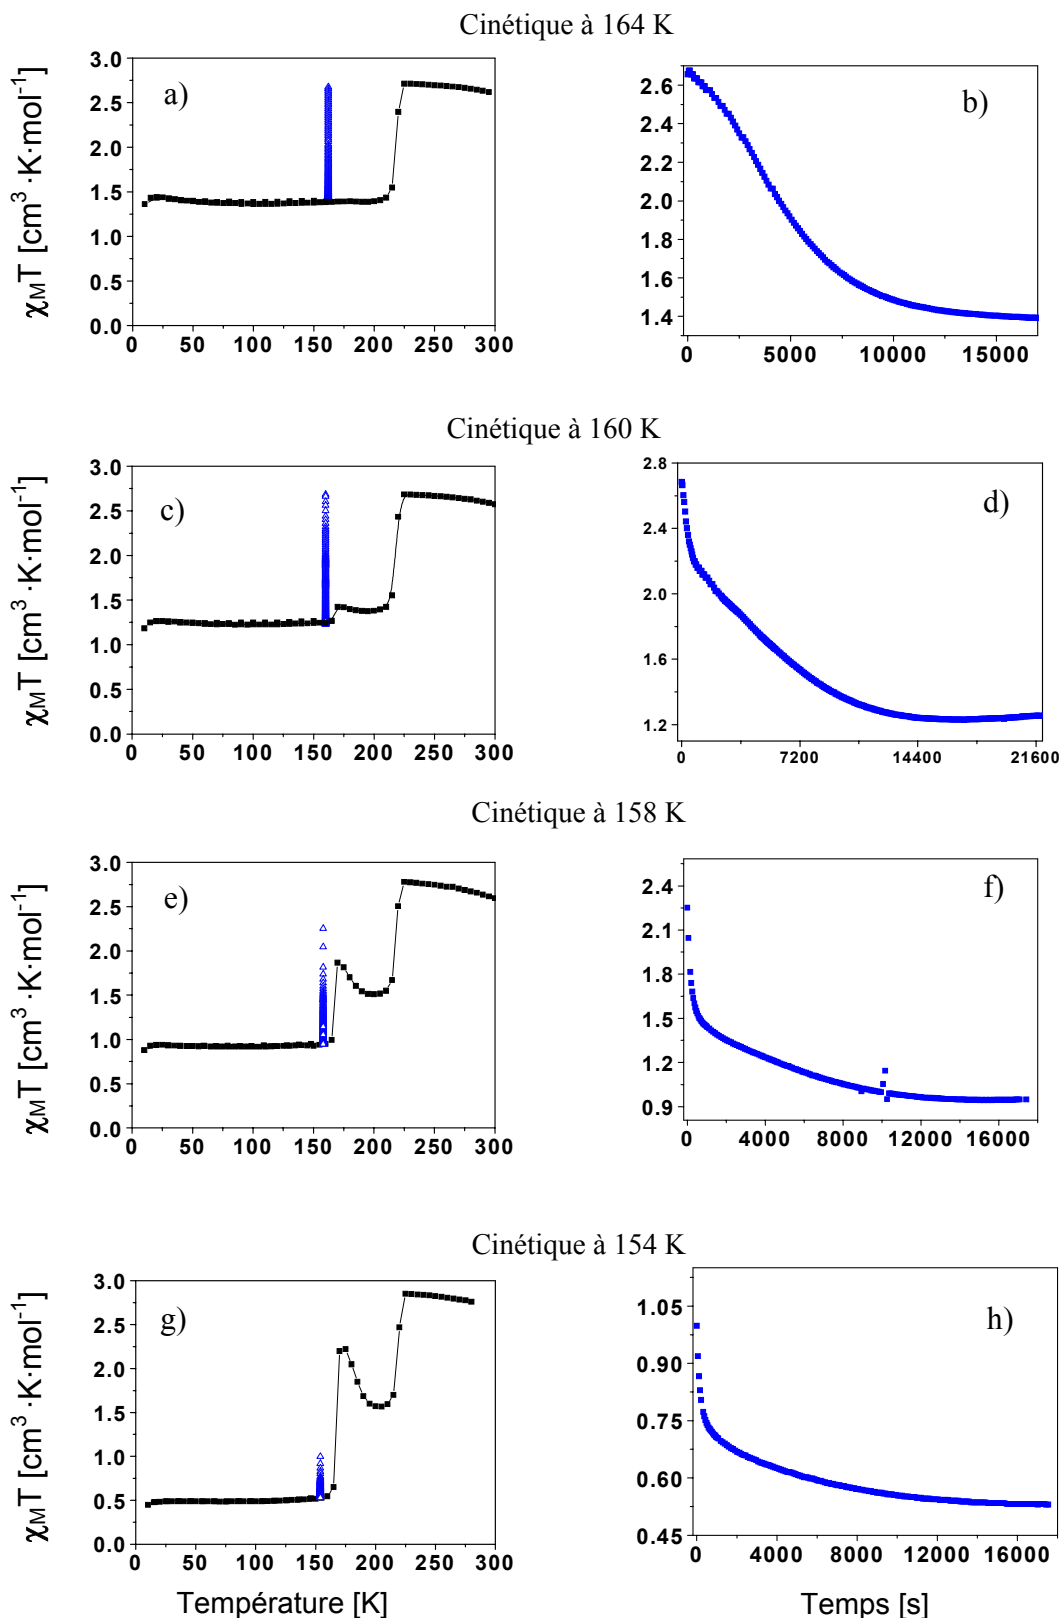 Cinétique à 164 K
χMT [cm³ ·K·mol⁻¹]
3.0
2.5
2.0
1.5
1.0
0.5
0.0
a)
0 50 100 150 200 250 300
2.6
2.4
2.2
2.0
1.8
1.6
1.4
b)
0 5000 10000 15000
Cinétique à 160 K
χMT [cm³ ·K·mol⁻¹]
3.0
2.5
2.0
1.5
1.0
0.5
0.0
c)
0 50 100 150 200 250 300
2.8
2.4
2.0
1.6
1.2
d)
0 7200 14400 21600
Cinétique à 158 K
χMT [cm³ ·K·mol⁻¹]
3.0
2.5
2.0
1.5
1.0
0.5
0.0
e)
0 50 100 150 200 250 300
2.4
2.1
1.8
1.5
1.2
0.9
f)
0 4000 8000 12000 16000
Cinétique à 154 K
χMT [cm³ ·K·mol⁻¹]
3.0
2.5
2.0
1.5
1.0
0.5
0.0
g)
0 50 100 150 200 250 300
Température [K]
1.05
0.90
0.75
0.60
0.45
h)
0 4000 8000 12000 16000
Temps [s]